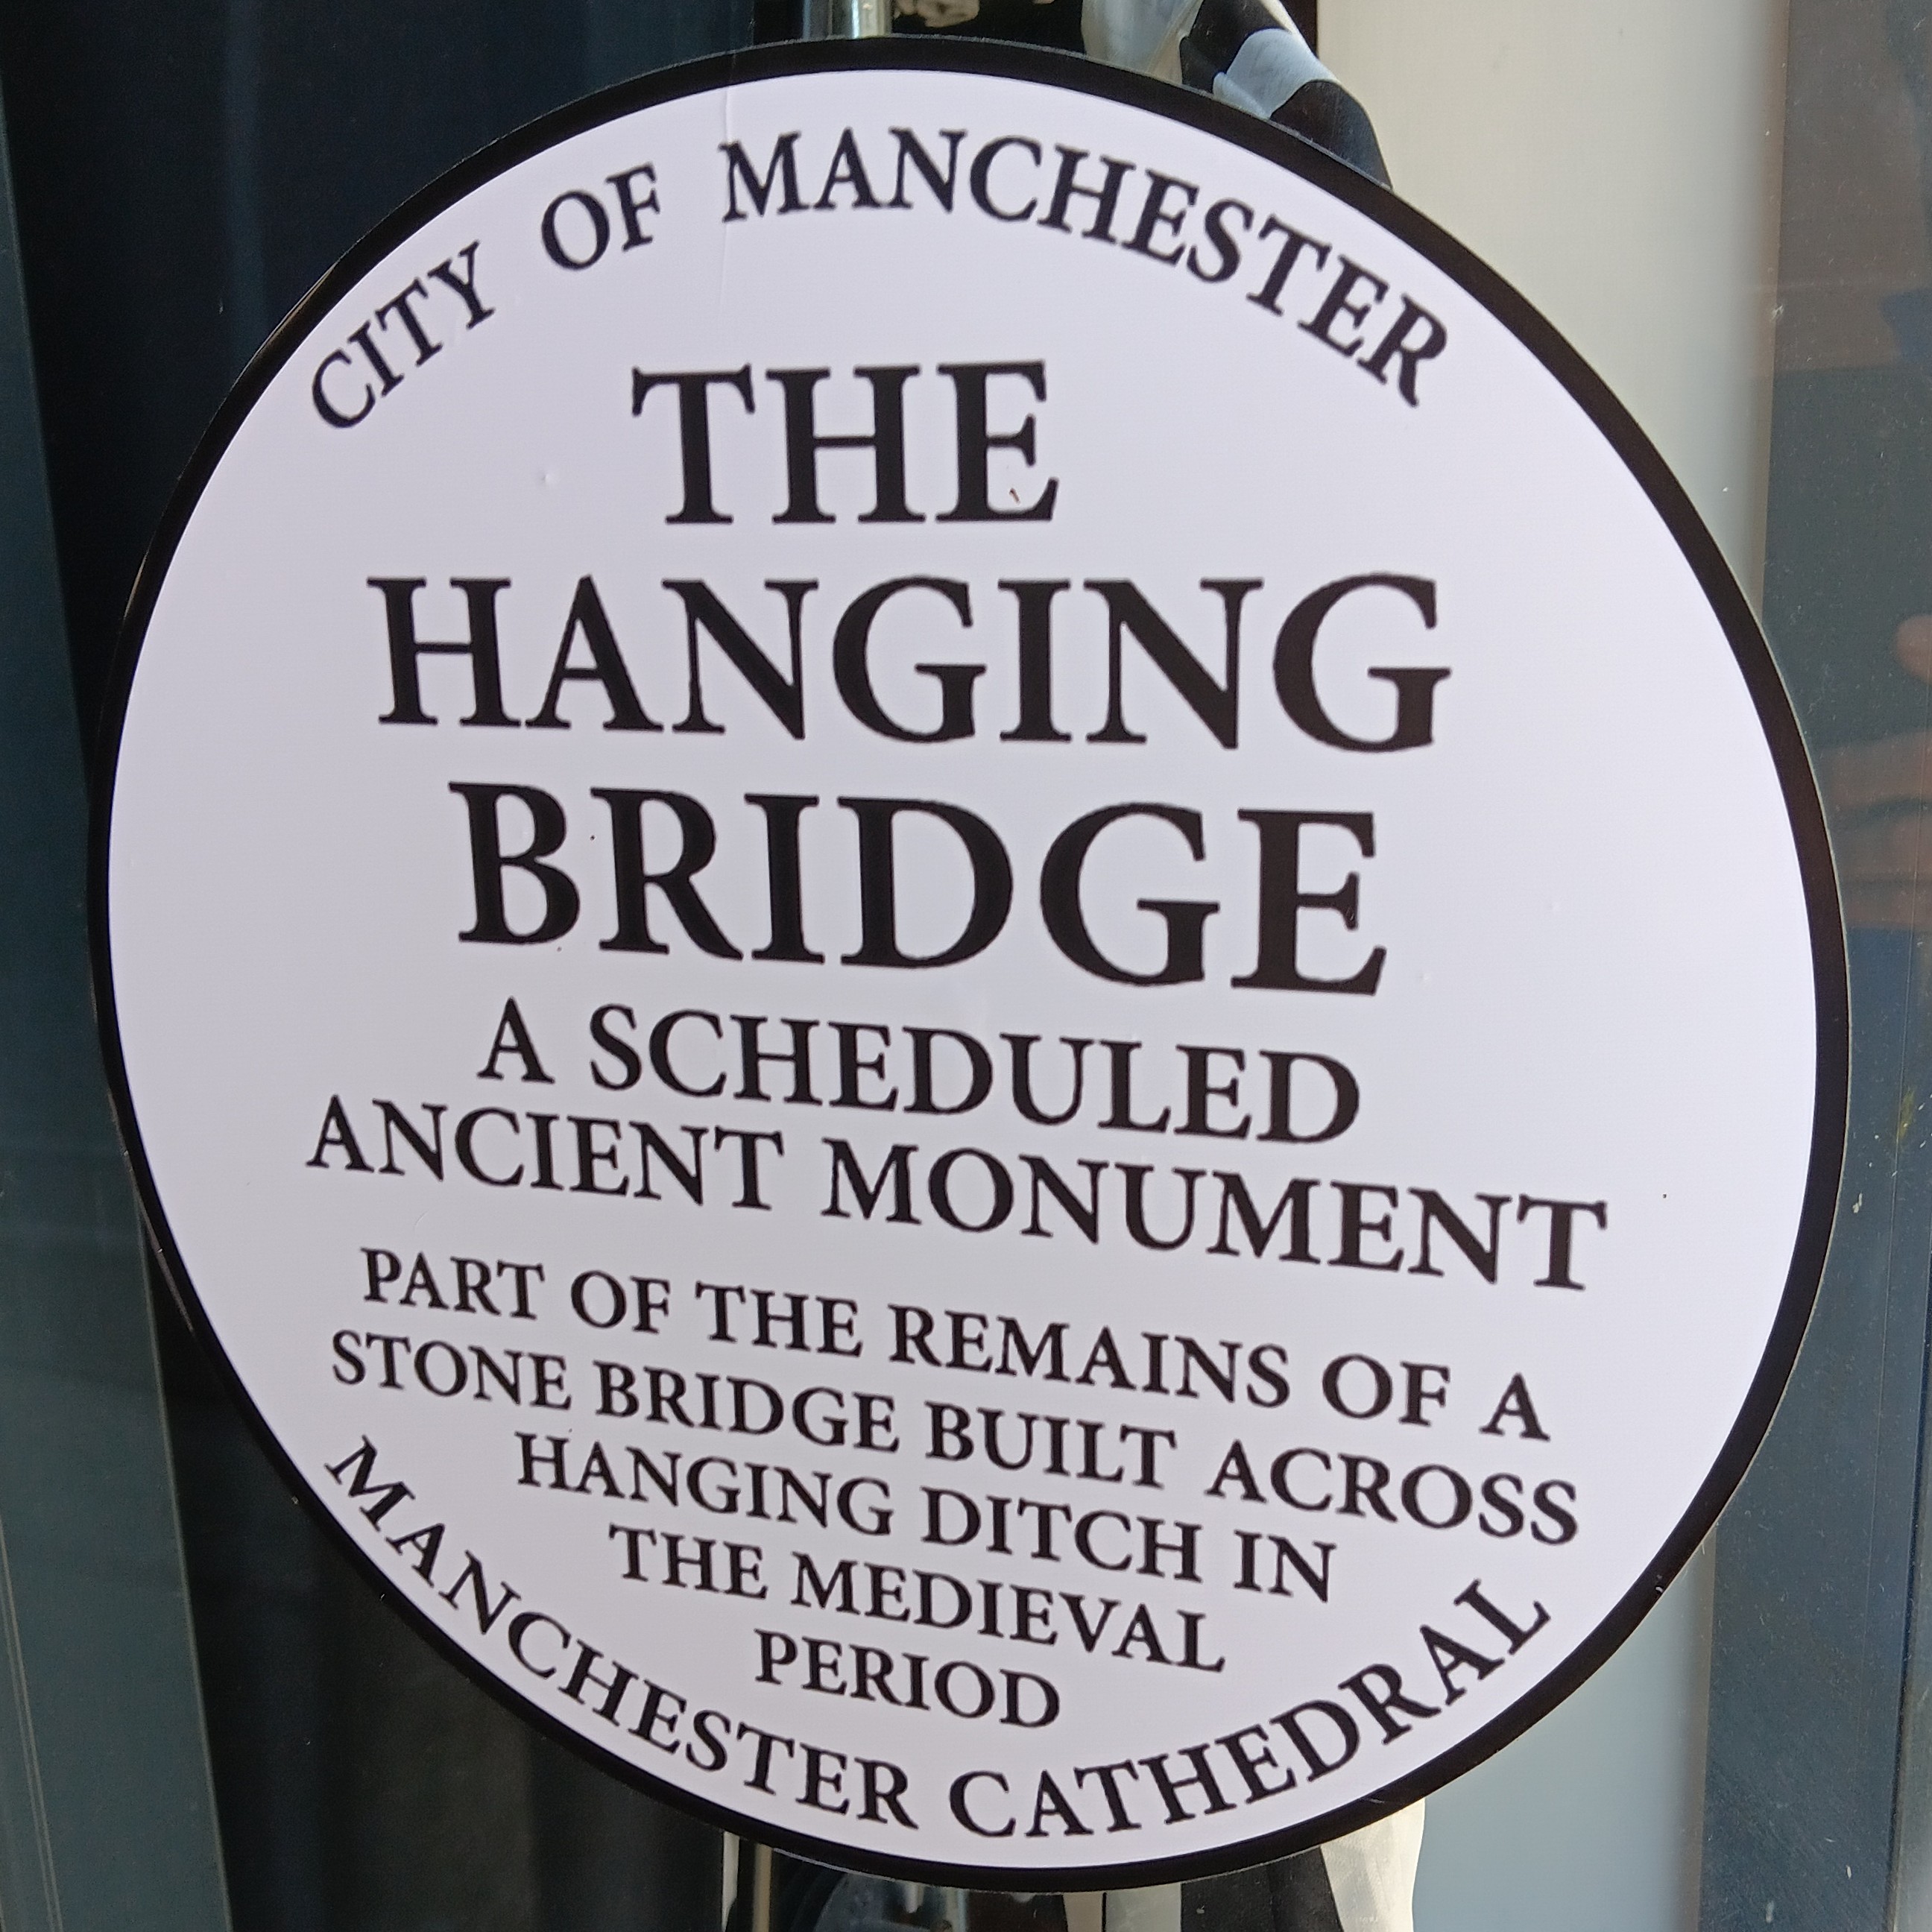 CITY OF MANCHESTER
THE
HANGING
BRIDGE
A SCHEDULED
ANCIENT MONUMENT
PART OF THE REMAINS OF A
STONE BRIDGE BUILT ACROSS
HANGING DITCH IN
THE MEDIEVAL
PERIOD
MANCHESTER CATHEDRAL